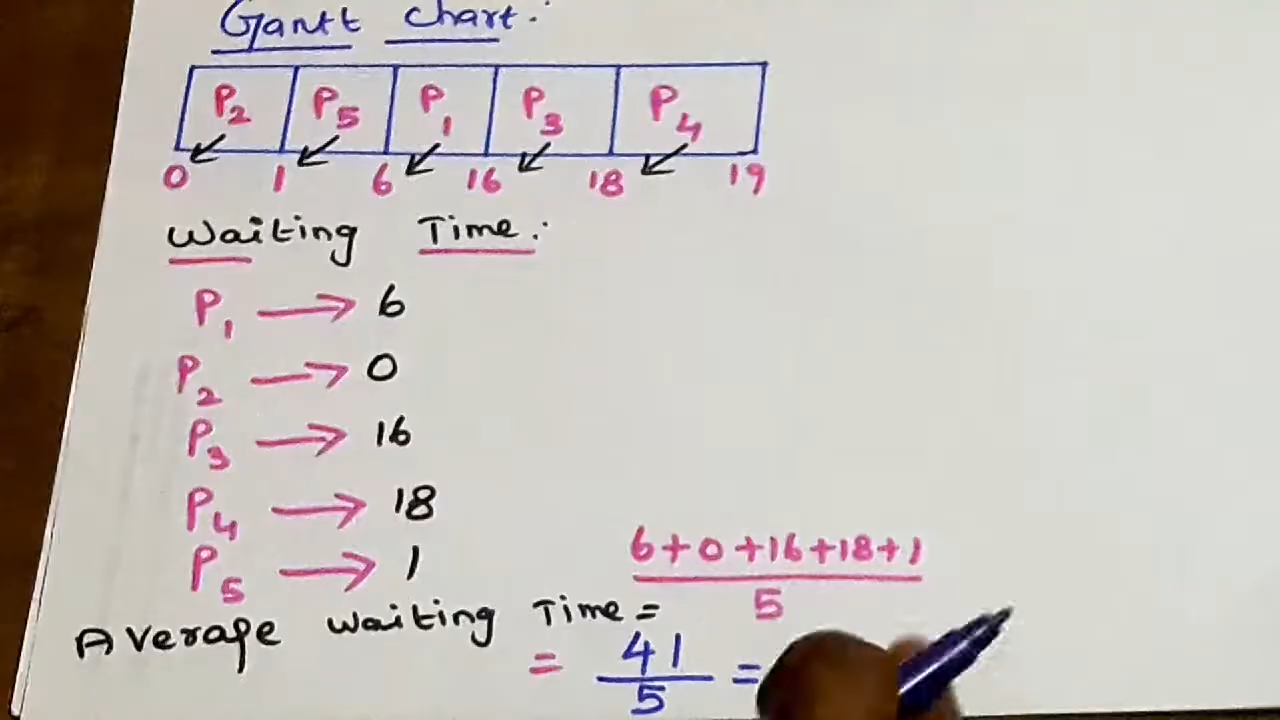 Gantt Chart:
P2 P5 P1 P3 P4
0 1 6 16 18 19
Waiting Time:
P1 → 6
P2 → 0
P3 → 16
P4 → 18
P5 → 1
6+0+16+18+1
5
Average Waiting Time =
= 41/5 =